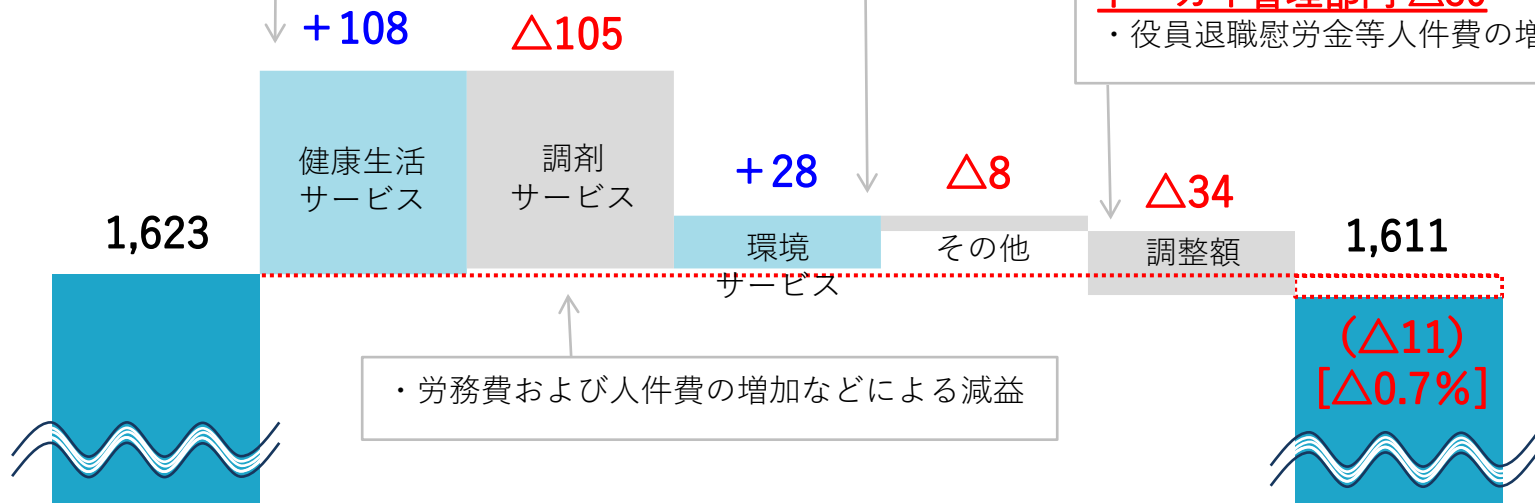 ・役員退職慰労金等人件費の増
+108
△105
健康生活
サービス
調剤
サービス
+28
△8
△34
1,623
環境
サービス
その他
調整額
1,611
(△11)
[△0.7%]
・労務費および人件費の増加などによる減益